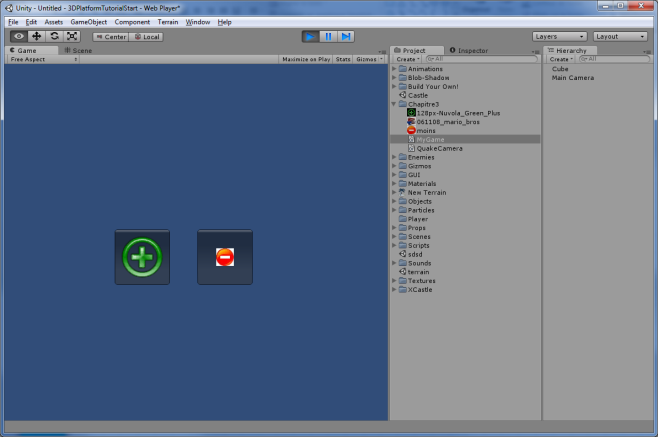 Unity - Untitled - 3DPlatformTutorialStart - Web Player*
File Edit Assets GameObject Component Terrain Window Help
Center Local Layers Layout
Game Scene Project Inspector Hierarchy
Free Aspect Maximize on Play Stats Gizmos Create All Create All
Animations
Blob-Shadow
Build Your Own!
Castle
Chapitre3
128px-Nuvola_Green_Plus
061108_mario_bros
moins
MyGame
QuakeCamera
Enemies
Gizmos
GUI
Materials
New Terrain
Objects
Particles
Player
Props
Scenes
Scripts
sdsd
Sounds
terrain
Textures
XCastle
Cube
Main Camera